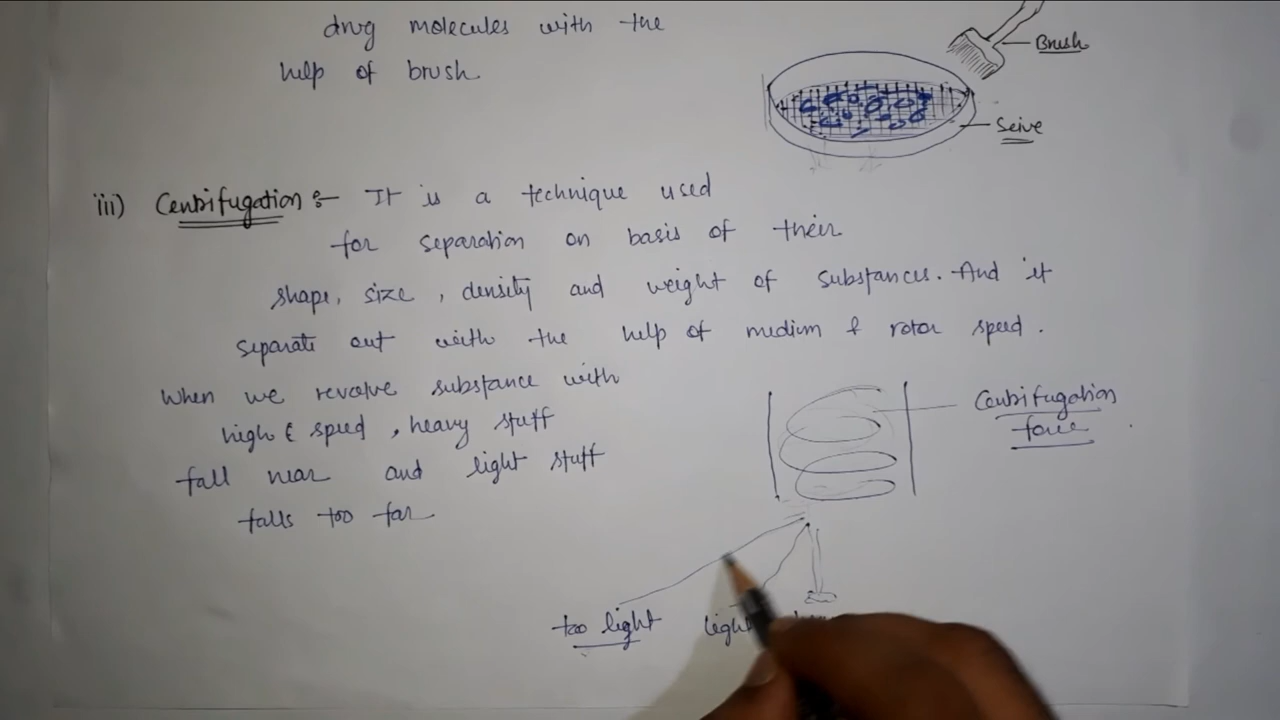 drug molecules with the
help of brush
Brush
Seive
iii) Centrifugation :- It is a technique used
for separation on basis of their
shape, size, density and weight of substances. And it
separate out with the help of medium & rotor speed.
When we revolve substance with
high speed, heavy stuff
fall near and light stuff
falls too far
Centrifugation
force
too light
light